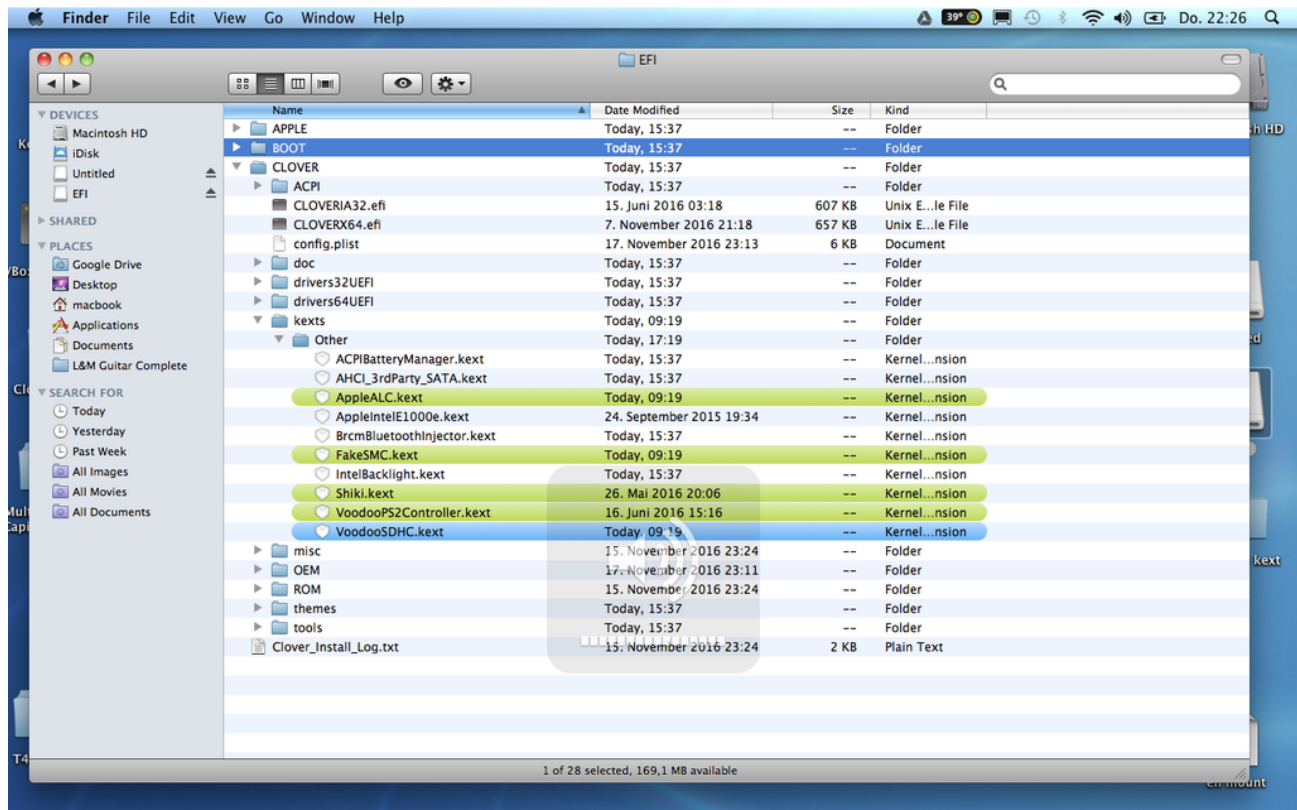 Finder File Edit View Go Window Help 39° Do. 22:26
EFI
DEVICES
Macintosh HD
iDisk
Untitled
EFI
SHARED
PLACES
Google Drive
Desktop
macbook
Applications
Documents
L&M Guitar Complete
SEARCH FOR
Today
Yesterday
Past Week
All Images
All Movies
All Documents
Name Date Modified Size Kind
APPLE Today, 15:37 -- Folder
BOOT Today, 15:37 -- Folder
CLOVER Today, 15:37 -- Folder
ACPI Today, 15:37 -- Folder
CLOVERIA32.efi 15. Juni 2016 03:18 607 KB Unix E...le File
CLOVERX64.efi 7. November 2016 21:18 657 KB Unix E...le File
config.plist 17. November 2016 23:13 6 KB Document
doc Today, 15:37 -- Folder
drivers32UEFI Today, 15:37 -- Folder
drivers64UEFI Today, 15:37 -- Folder
kexts Today, 09:19 -- Folder
Other Today, 17:19 -- Folder
ACPIBatteryManager.kext Today, 15:37 -- Kernel...nsion
AHCI_3rdParty_SATA.kext Today, 15:37 -- Kernel...nsion
AppleALC.kext Today, 09:19 -- Kernel...nsion
AppleIntelE1000e.kext 24. September 2015 19:34 -- Kernel...nsion
BrcmBluetoothInjector.kext Today, 15:37 -- Kernel...nsion
FakeSMC.kext Today, 09:19 -- Kernel...nsion
IntelBacklight.kext Today, 15:37 -- Kernel...nsion
Shiki.kext 26. Mai 2016 20:06 -- Kernel...nsion
VoodooPS2Controller.kext 16. Juni 2016 15:16 -- Kernel...nsion
VoodooSDHC.kext Today, 09:19 -- Kernel...nsion
misc 15. November 2016 23:24 -- Folder
OEM 17. November 2016 23:11 -- Folder
ROM 15. November 2016 23:24 -- Folder
themes Today, 15:37 -- Folder
tools Today, 15:37 -- Folder
Clover_Install_Log.txt 15. November 2016 23:24 2 KB Plain Text
1 of 28 selected, 169,1 MB available
HD
kext
T4